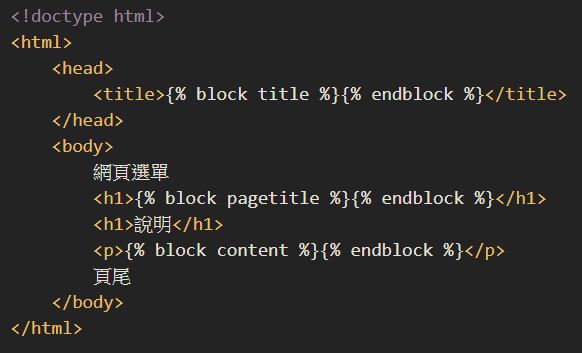 <!doctype html>
<html>
    <head>
        <title>{% block title %}{% endblock %}</title>
    </head>
    <body>
        網頁選單
        <h1>{% block pagetitle %}{% endblock %}</h1>
        <h1>說明</h1>
        <p>{% block content %}{% endblock %}</p>
        頁尾
    </body>
</html>